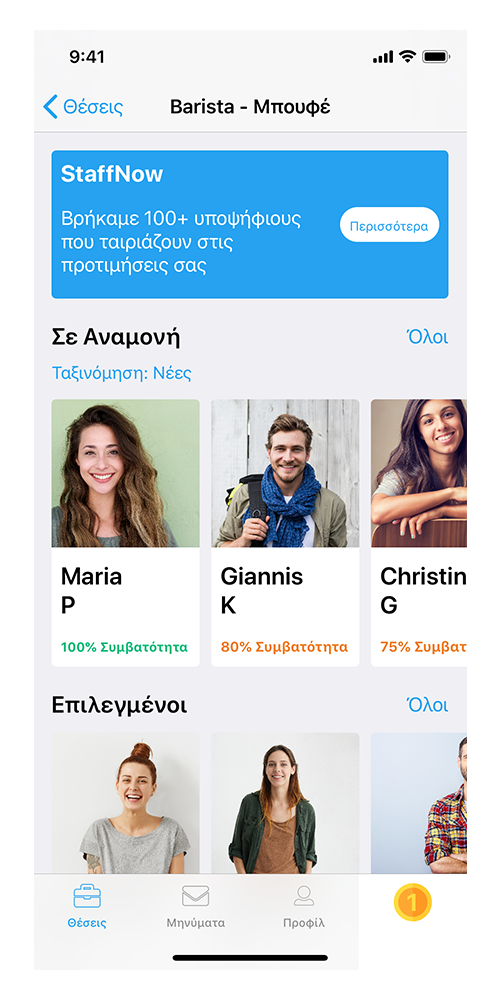 9:41
Θέσεις
Barista - Μπουφέ
StaffNow
Βρήκαμε 100+ υποψήφιους
που ταιριάζουν στις
προτιμήσεις σας
Περισσότερα
Σε Αναμονή
Όλοι
Ταξινόμηση: Νέες
Maria
P
100% Συμβατότητα
Giannis
K
80% Συμβατότητα
Christin
G
75% Συμβατ
Επιλεγμένοι
Όλοι
Θέσεις
Μηνύματα
Προφίλ
1